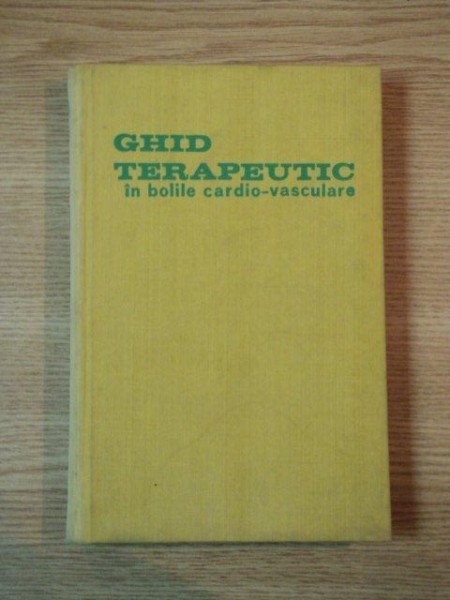 GHID
TERAPEUTIC
în bolile cardio-vasculare